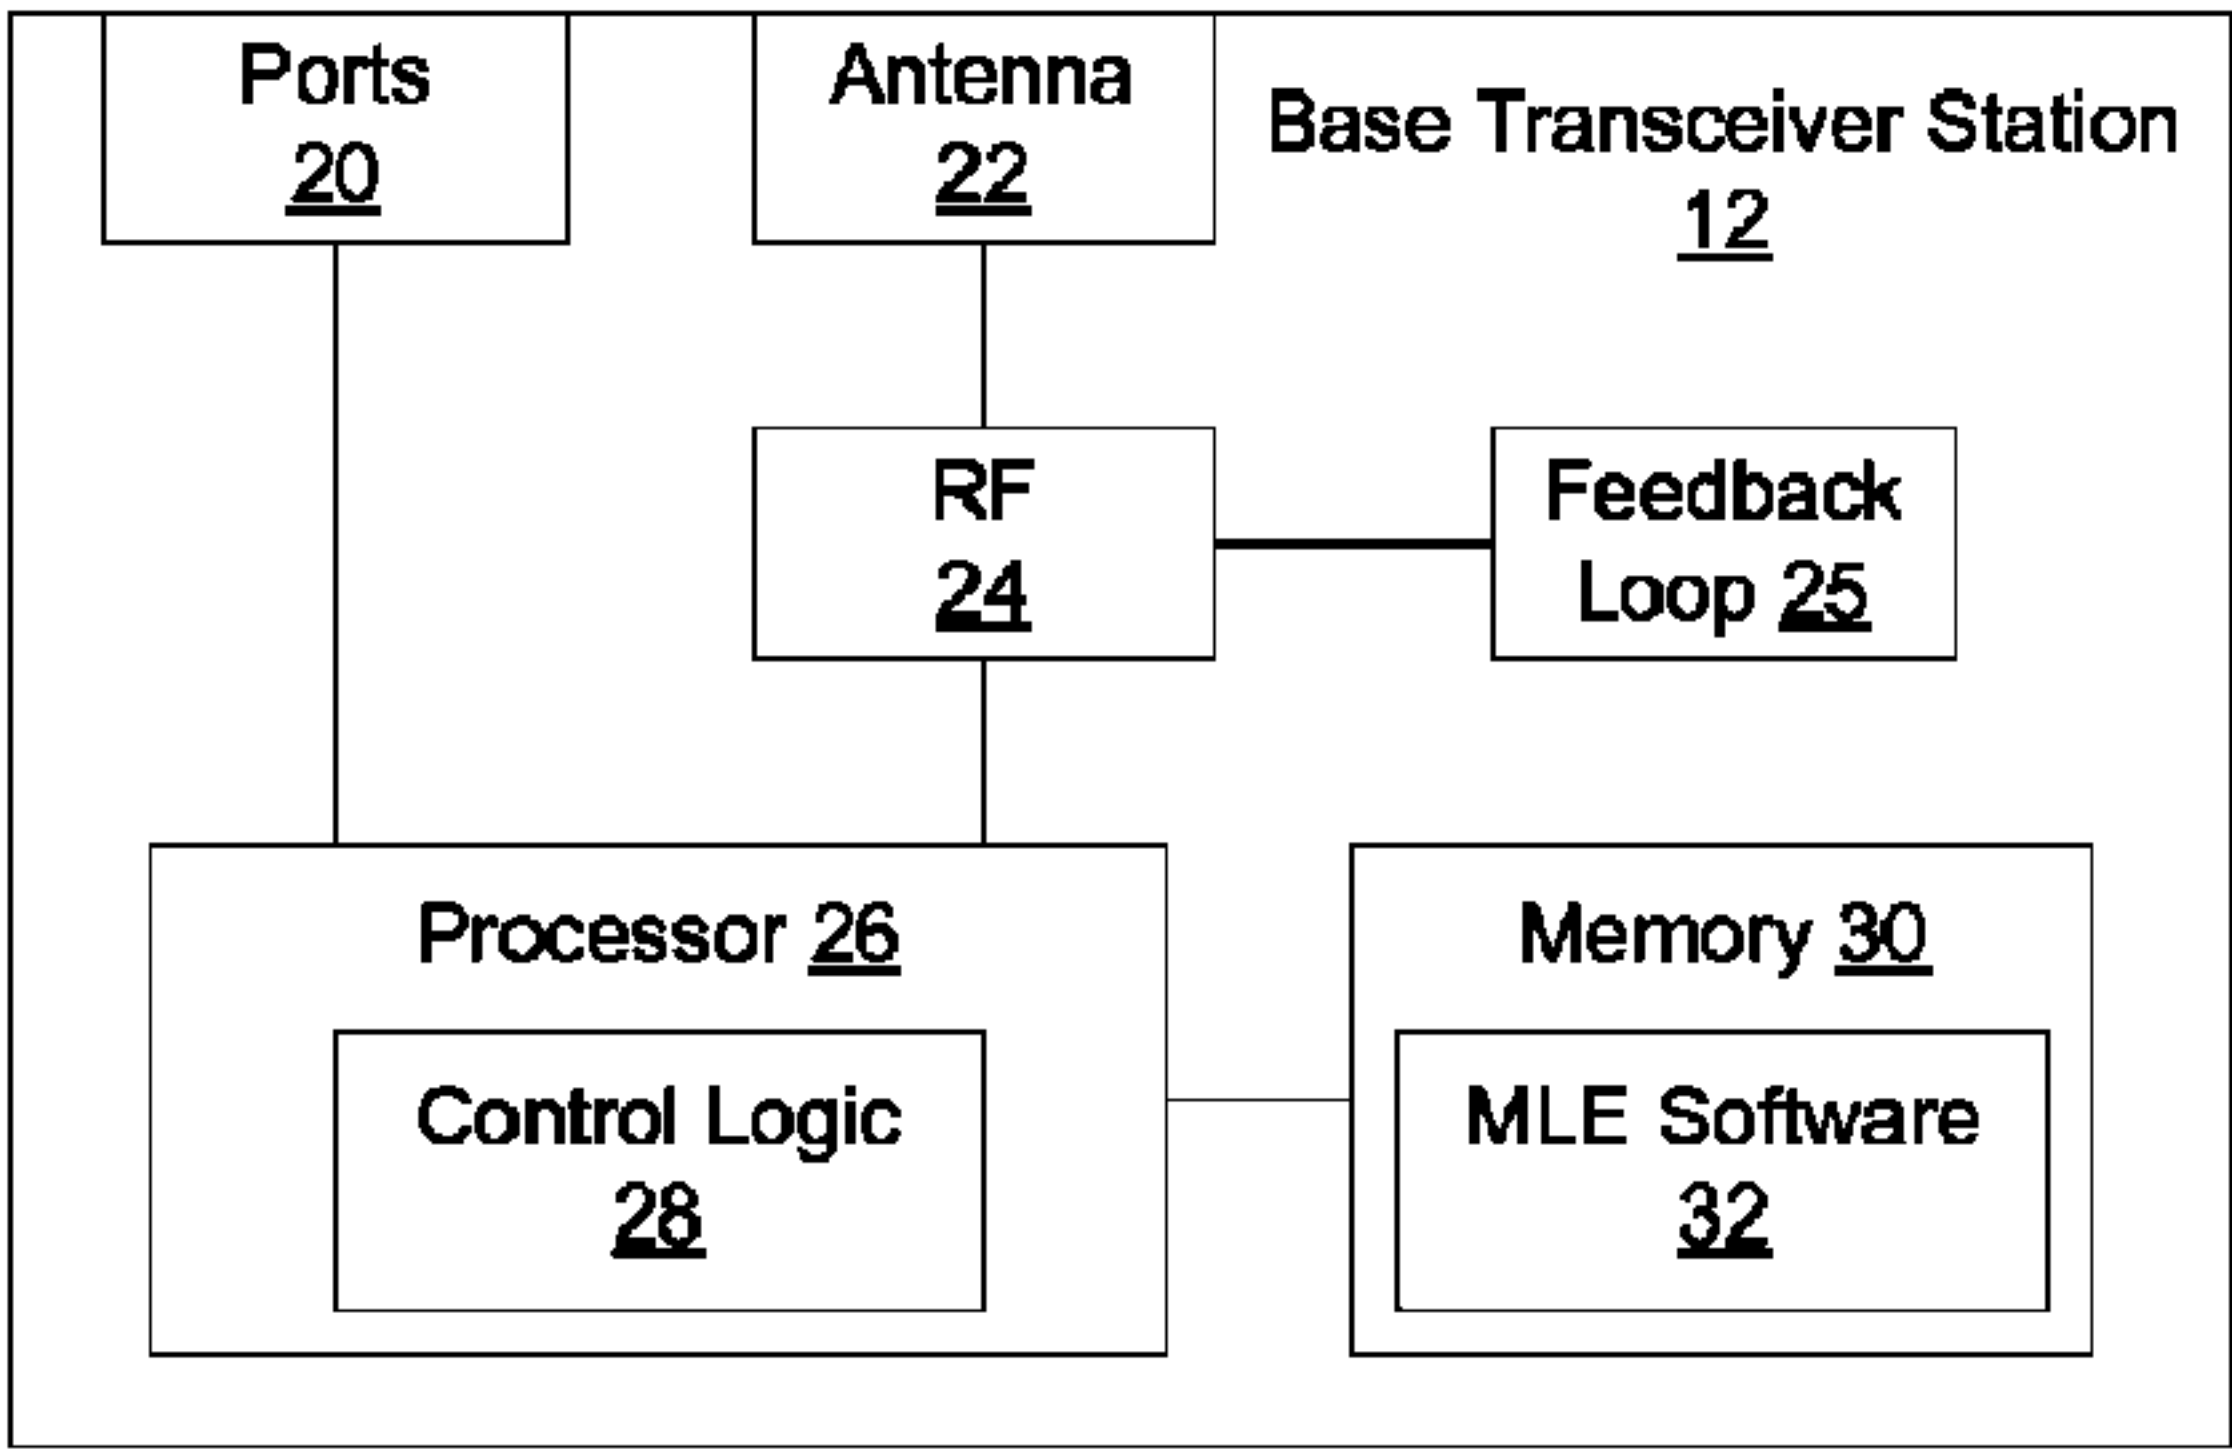 Ports
20
Antenna
22
Base Transceiver Station
12
RF
24
Feedback
Loop 25
Processor 26
Control Logic
28
Memory 30
MLE Software
32